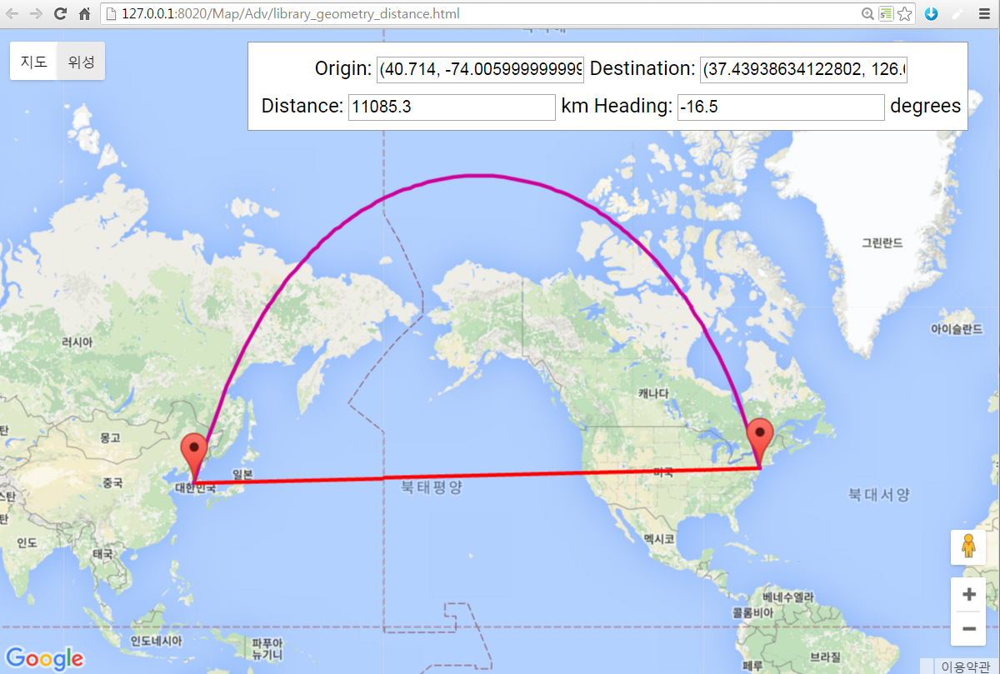 127.0.0.1:8020/Map/Adv/library_geometry_distance.html
지도 위성
Origin: (40.714, -74.005999999999 Destination: (37.43938634122802, 126.
Distance: 11085.3 km Heading: -16.5 degrees
그린란드
러시아
아이슬란드
캐나다
몽고
대한민국
일본
중국
미국
북태평양
북대서양
스탄
인도
태국
멕시코
베네수엘라
콜롬비아
인도네시아
파푸아
뉴기니
브라질
페루
Google
이용약관